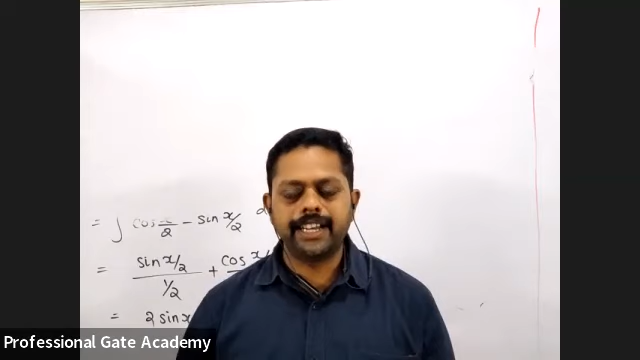 = ∫ cos x/2 - sin x/2
= sin x/2 / 1/2 + cos x/
= 2 sin x
Professional Gate Academy